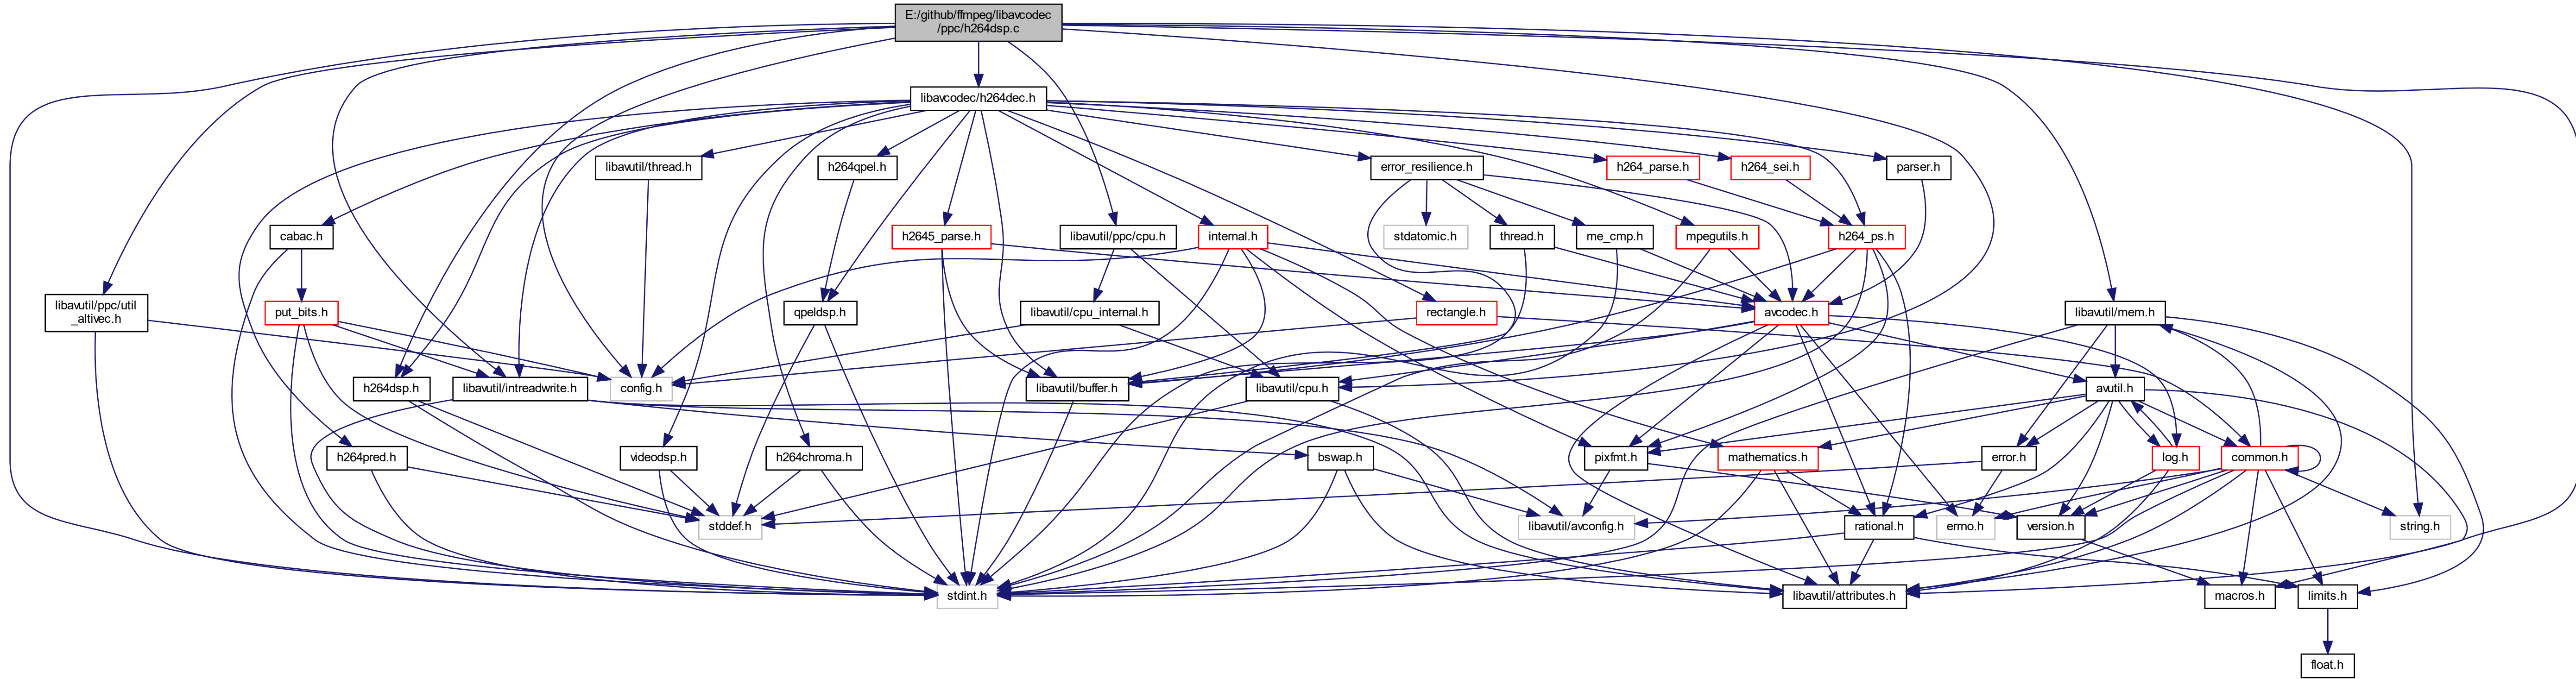 E:/github/ffmpeg/libavcodec
/ppc/h264dsp.c
libavcodec/h264dec.h
libavutil/thread.h
h264qpel.h
error_resilience.h
h264_parse.h
h264_sei.h
parser.h
cabac.h
h2645_parse.h
libavutil/ppc/cpu.h
internal.h
stdatomic.h
thread.h
me_cmp.h
mpegutils.h
h264_ps.h
libavutil/ppc/util
_altivec.h
put_bits.h
qpeldsp.h
libavutil/cpu_internal.h
rectangle.h
avcodec.h
libavutil/mem.h
h264dsp.h
libavutil/intreadwrite.h
config.h
libavutil/buffer.h
libavutil/cpu.h
avutil.h
h264pred.h
videodsp.h
h264chroma.h
bswap.h
pixfmt.h
mathematics.h
error.h
log.h
common.h
stddef.h
libavutil/avconfig.h
rational.h
errno.h
version.h
string.h
stdint.h
libavutil/attributes.h
macros.h
limits.h
float.h